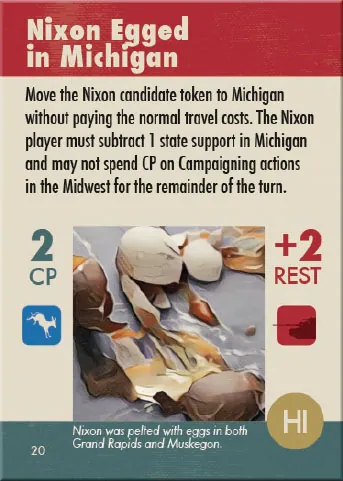 Nixon Egged
in Michigan
Move the Nixon candidate token to Michigan
without paying the normal travel costs. The Nixon
player must subtract 1 state support in Michigan
and may not spend CP on Campaigning actions
in the Midwest for the remainder of the turn.
2
CP
+2
REST
HI
Nixon was pelted with eggs in both
Grand Rapids and Muskegon.
20